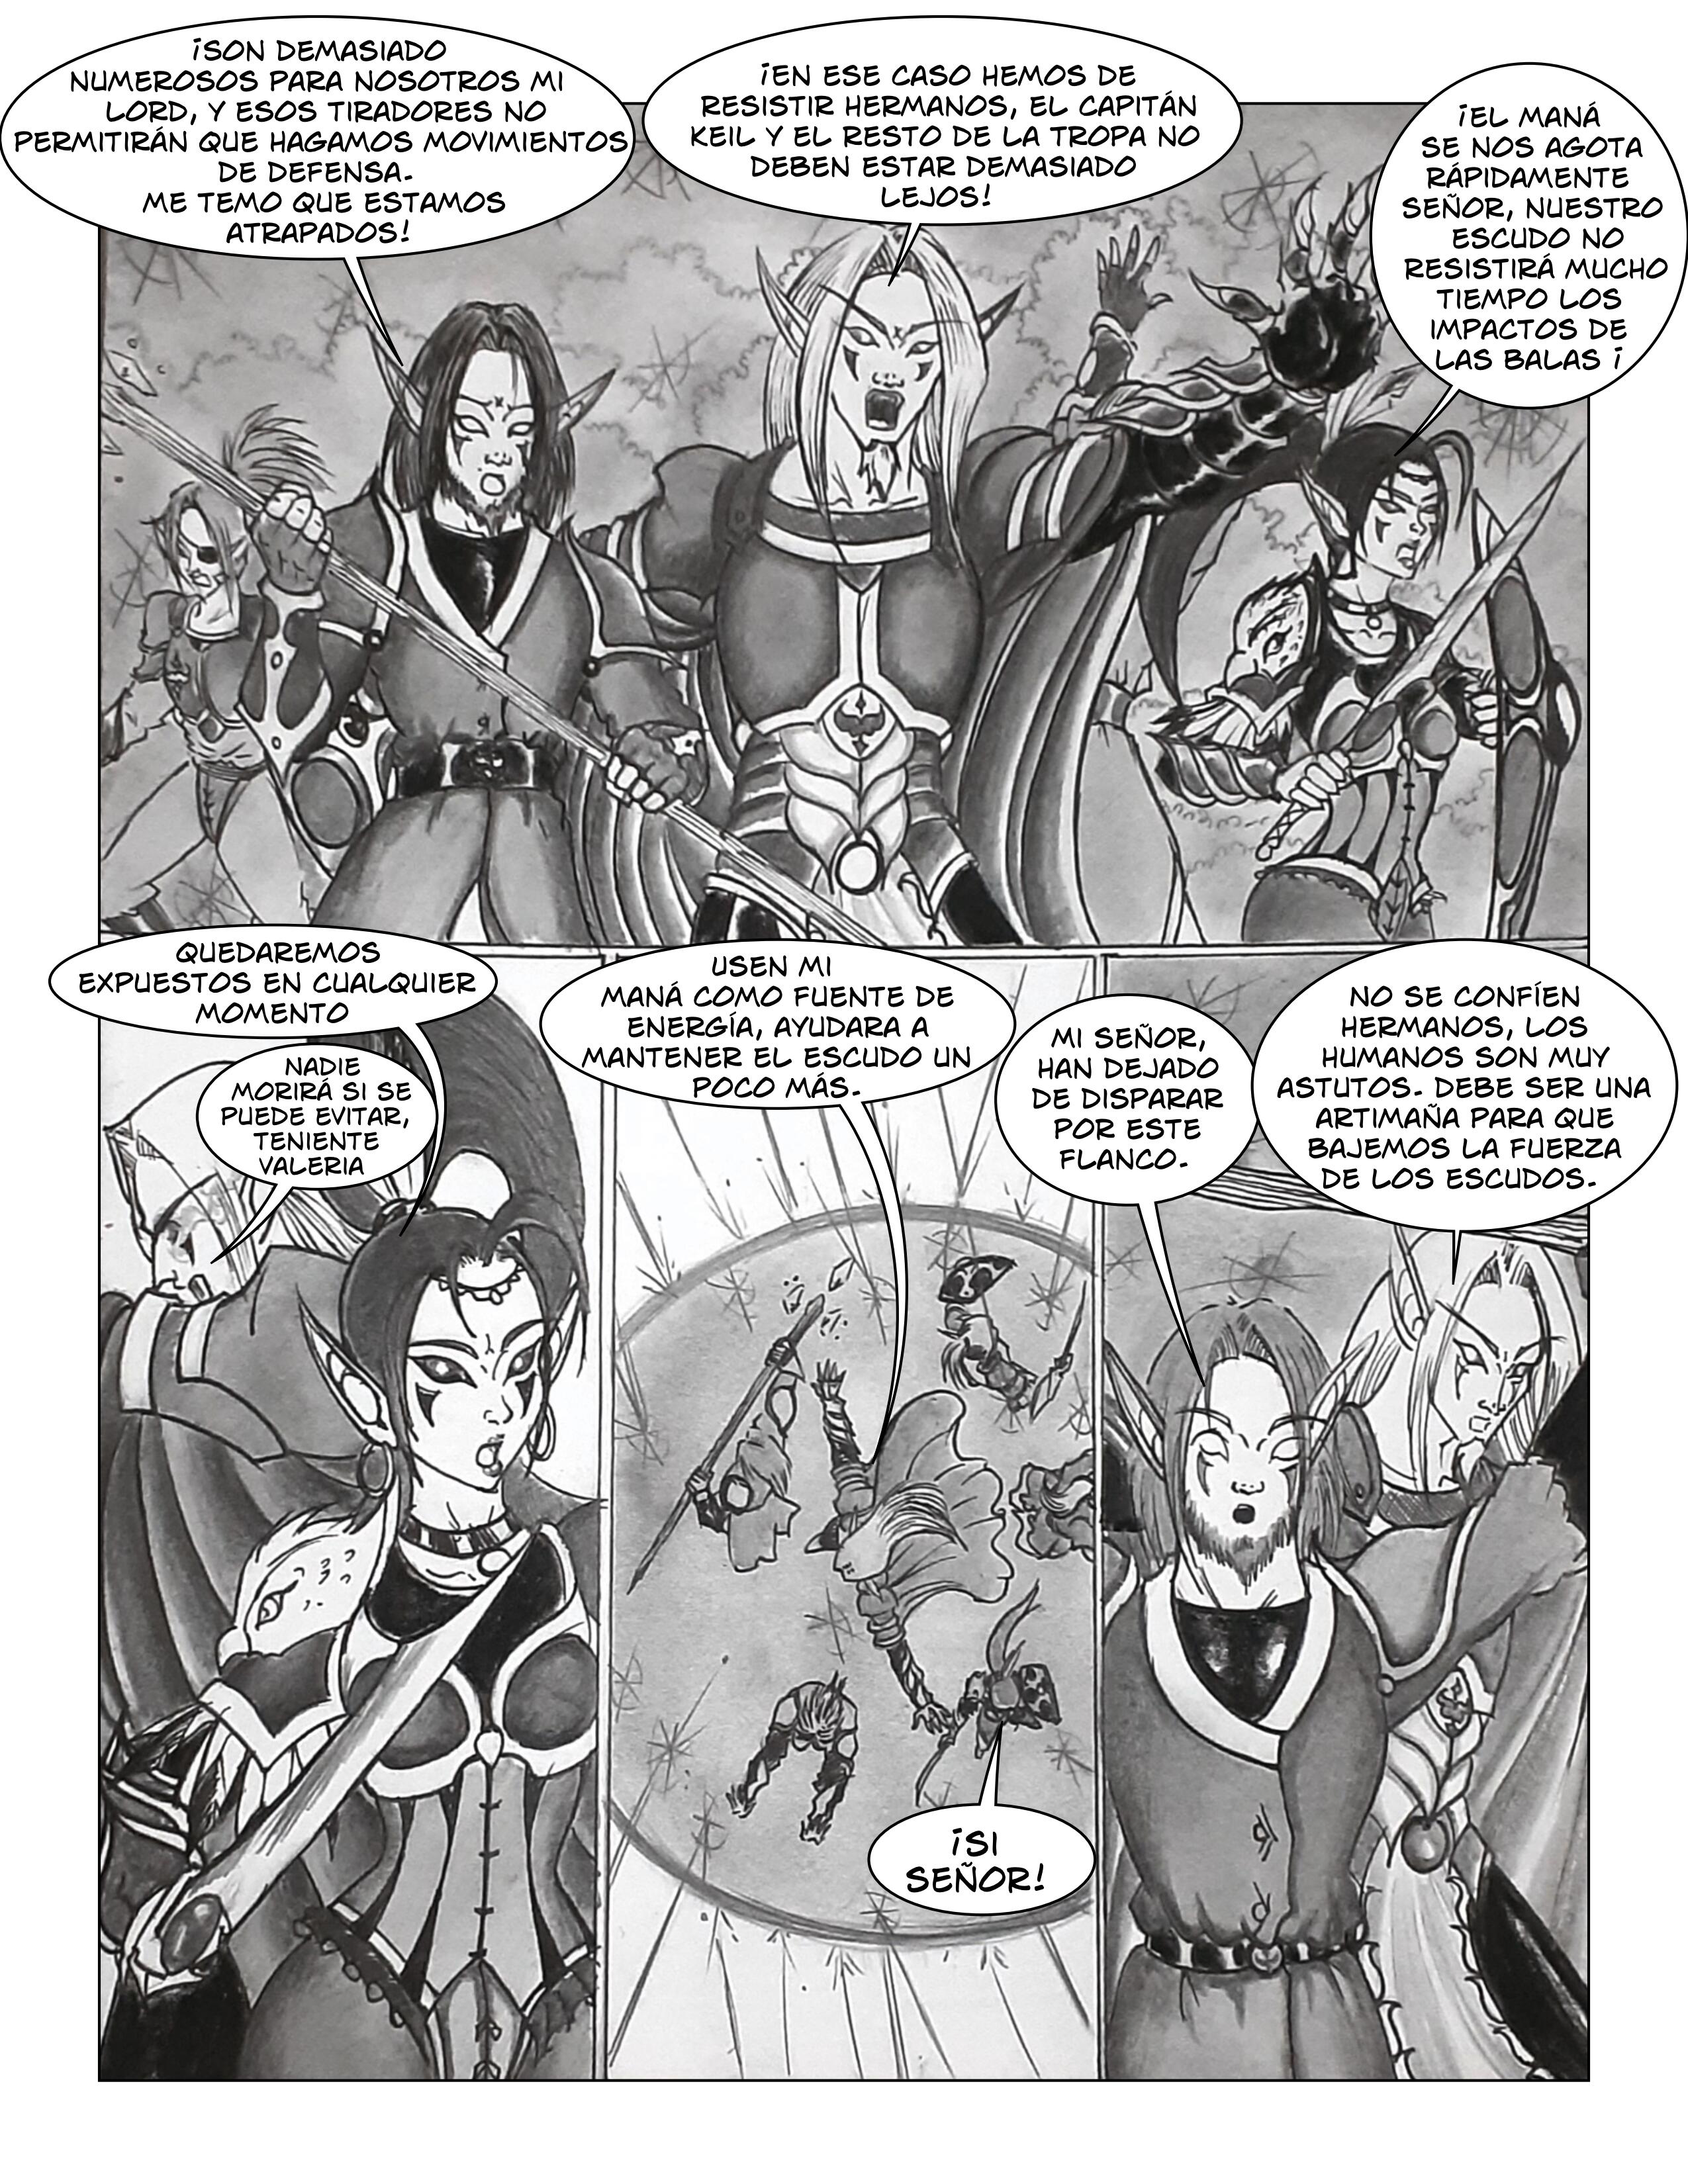 ¡SON DEMASIADO
NUMEROSOS PARA NOSOTROS MI
LORD, Y ESOS TIRADORES NO
PERMITIRÁN QUE HAGAMOS MOVIMIENTOS
DE DEFENSA.
ME TEMO QUE ESTAMOS
ATRAPADOS!
¡EN ESE CASO HEMOS DE
RESISTIR HERMANOS, EL CAPITÁN
KEIL Y EL RESTO DE LA TROPA NO
DEBEN ESTAR DEMASIADO
LEJOS!
¡EL MANÁ
SE NOS AGOTA
RÁPIDAMENTE
SEÑOR, NUESTRO
ESCUDO NO
RESISTIRÁ MUCHO
TIEMPO LOS
IMPACTOS DE
LAS BALAS ¡
QUEDAREMOS
EXPUESTOS EN CUALQUIER
MOMENTO
NADIE
MORIRÁ SI SE
PUEDE EVITAR,
TENIENTE
VALERIA
USEN MI
MANÁ COMO FUENTE DE
ENERGÍA, AYUDARA A
MANTENER EL ESCUDO UN
POCO MÁS.
¡SI
SEÑOR!
MI SEÑOR,
HAN DEJADO
DE DISPARAR
POR ESTE
FLANCO.
NO SE CONFÍEN
HERMANOS, LOS
HUMANOS SON MUY
ASTUTOS. DEBE SER UNA
ARTIMAÑA PARA QUE
BAJEMOS LA FUERZA
DE LOS ESCUDOS.